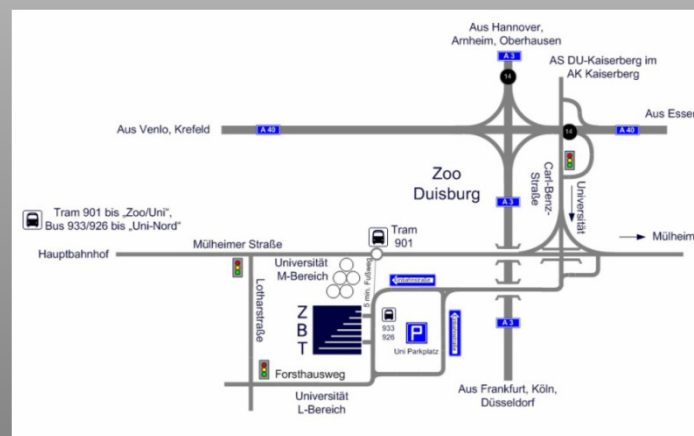 Aus Hannover,
Arnheim, Oberhausen
A 3
14
AS DU-Kaiserberg im
AK Kaiserberg
Aus Essen
Aus Venlo, Krefeld
A 40
14
A 40
Zoo
Duisburg
Carl-Benz-
Straße
Universität
A 3
Tram 901 bis „Zoo/Uni“,
Bus 933/926 bis „Uni-Nord“
Tram
901
Mülheimer Straße
Mülheim
Hauptbahnhof
Universität
M-Bereich
5 min. Fußweg
Lotharstraße
Z
B
T
933
926
P
Uni Parkplatz
A 3
Forsthausweg
Universität
L-Bereich
Aus Frankfurt, Köln,
Düsseldorf